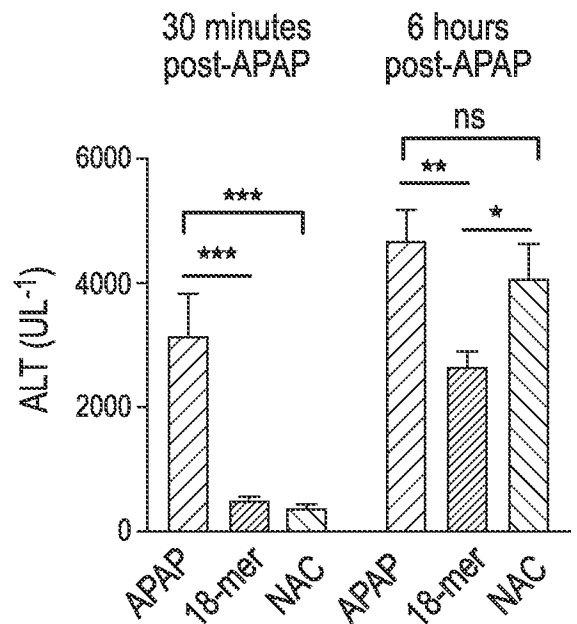 30 minutes
post-APAP
6 hours
post-APAP
ns
6000
**
***
*
***
4000
ALT (UL-1)
2000
0
APAP
18-mer
NAC
APAP
18-mer
NAC